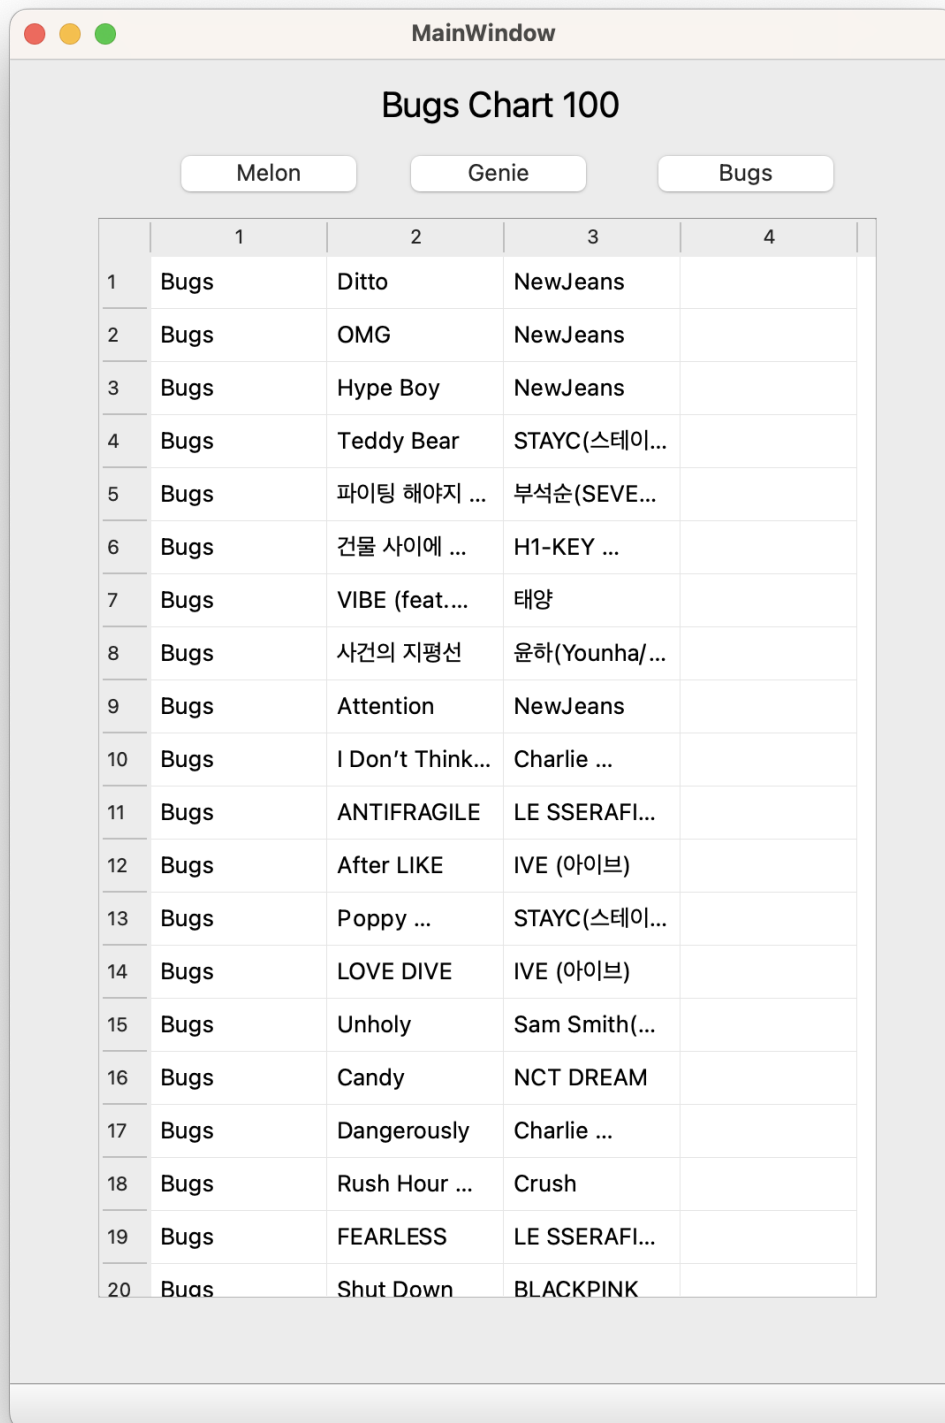 MainWindow
Bugs Chart 100
Melon Genie Bugs
1 2 3 4
1 Bugs Ditto NewJeans
2 Bugs OMG NewJeans
3 Bugs Hype Boy NewJeans
4 Bugs Teddy Bear STAYC(스테이...
5 Bugs 파이팅 해야지 ... 부석순(SEVE...
6 Bugs 건물 사이에 ... H1-KEY ...
7 Bugs VIBE (feat.... 태양
8 Bugs 사건의 지평선 윤하(Younha/...
9 Bugs Attention NewJeans
10 Bugs I Don’t Think... Charlie ...
11 Bugs ANTIFRAGILE LE SSERAFI...
12 Bugs After LIKE IVE (아이브)
13 Bugs Poppy ... STAYC(스테이...
14 Bugs LOVE DIVE IVE (아이브)
15 Bugs Unholy Sam Smith(...
16 Bugs Candy NCT DREAM
17 Bugs Dangerously Charlie ...
18 Bugs Rush Hour ... Crush
19 Bugs FEARLESS LE SSERAFI...
20 Bugs Shut Down BLACKPINK